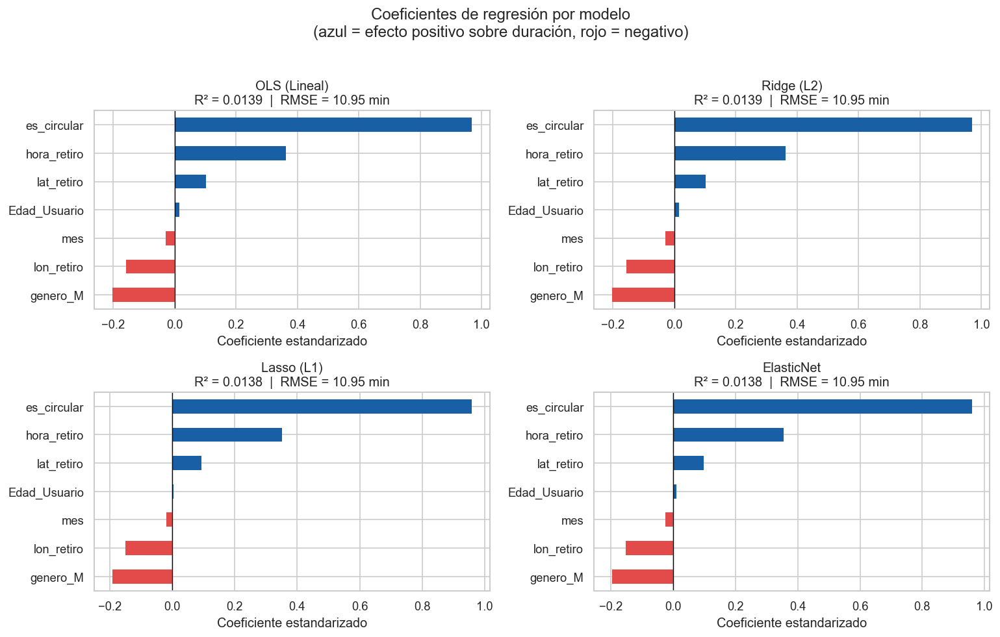 Coeficientes de regresión por modelo
(azul = efecto positivo sobre duración, rojo = negativo)
OLS (Lineal)
R² = 0.0139 | RMSE = 10.95 min
es_circular
hora_retiro
lat_retiro
Edad_Usuario
mes
lon_retiro
genero_M
−0.2 0.0 0.2 0.4 0.6 0.8 1.0
Coeficiente estandarizado
Ridge (L2)
R² = 0.0139 | RMSE = 10.95 min
es_circular
hora_retiro
lat_retiro
Edad_Usuario
mes
lon_retiro
genero_M
−0.2 0.0 0.2 0.4 0.6 0.8 1.0
Coeficiente estandarizado
Lasso (L1)
R² = 0.0138 | RMSE = 10.95 min
es_circular
hora_retiro
lat_retiro
Edad_Usuario
mes
lon_retiro
genero_M
−0.2 0.0 0.2 0.4 0.6 0.8 1.0
Coeficiente estandarizado
ElasticNet
R² = 0.0138 | RMSE = 10.95 min
es_circular
hora_retiro
lat_retiro
Edad_Usuario
mes
lon_retiro
genero_M
−0.2 0.0 0.2 0.4 0.6 0.8 1.0
Coeficiente estandarizado